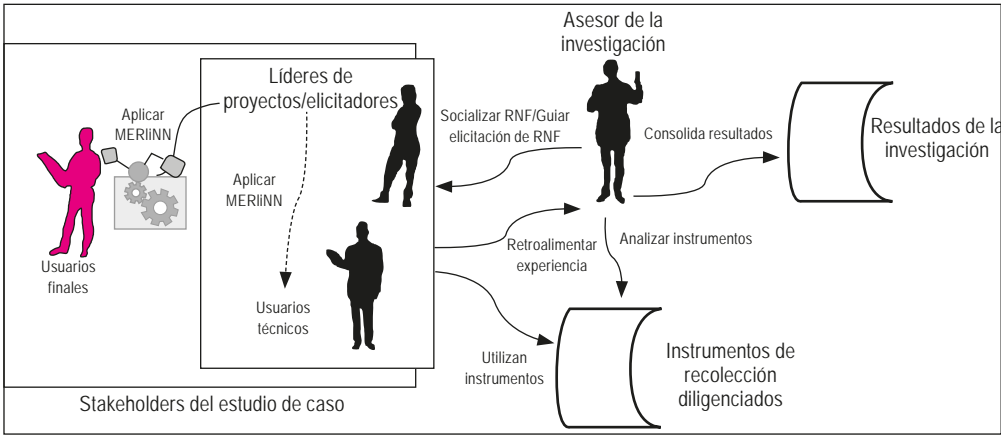 Asesor de la
investigación
Líderes de
proyectos/elicitadores
Aplicar
MERliNN
Socializar RNF/Guiar
elicitación de RNF
Consolida resultados
Resultados de la
investigación
Aplicar
MERliNN
Retroalimentar
experiencia
Analizar instrumentos
Usuarios
finales
Usuarios
técnicos
Utilizan
instrumentos
Instrumentos de
recolección
diligenciados
Stakeholders del estudio de caso